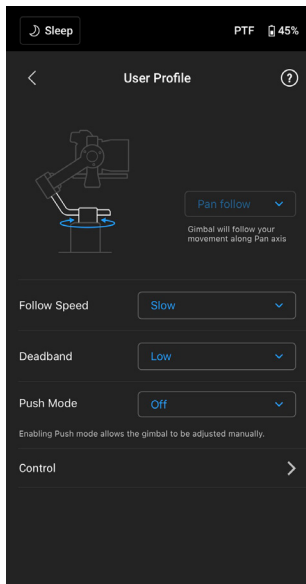 Sleep PTF 45%
User Profile
Pan follow
Gimbal will follow your
movement along Pan axis
Follow Speed Slow
Deadband Low
Push Mode Off
Enabling Push mode allows the gimbal to be adjusted manually.
Control